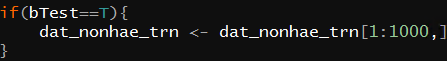 if(bTest==T){
    dat_nonhae_trn <- dat_nonhae_trn[1:1000,]
}